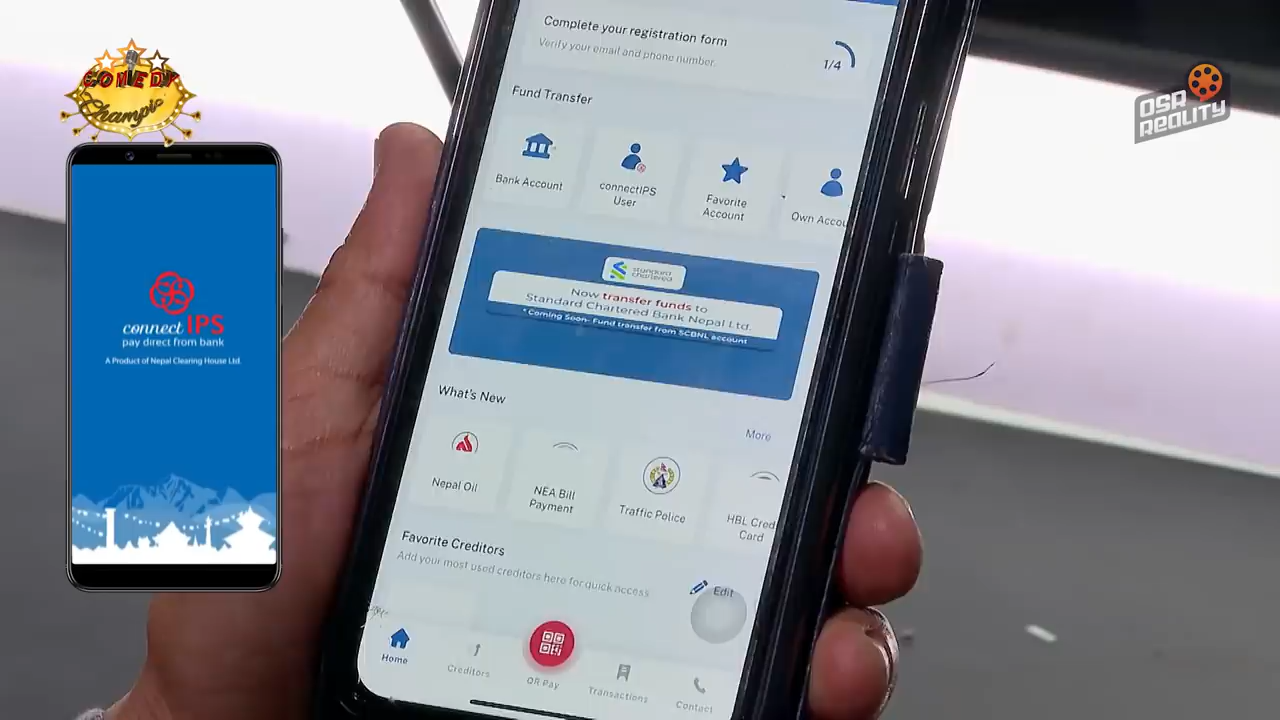 COMEDY
Champio
OSR
REALITY
connectIPS
pay direct from bank
A Product of Nepal Clearing House Ltd.
Complete your registration form
Verify your email and phone number.
1/4
Fund Transfer
Bank Account
connectIPS
User
Favorite
Account
Own Accou
standard
chartered
Now transfer funds to
Standard Chartered Bank Nepal Ltd.
* Coming Soon- Fund transfer from SCBNL account
What's New
More
Nepal Oil
NEA Bill
Payment
Traffic Police
HBL Cred
Card
Favorite Creditors
Add your most used creditors here for quick access
Edit
Home
Creditors
QR Pay
Transactions
Contact